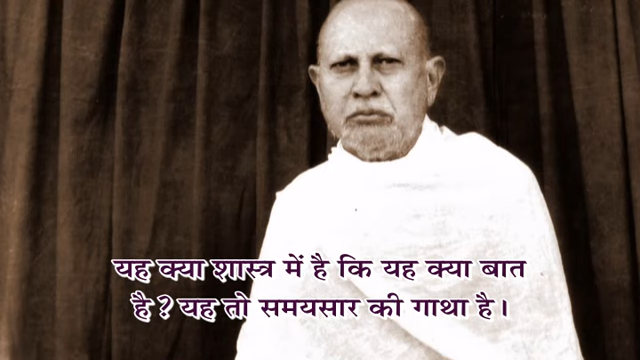 यह क्या शास्त्र में है कि यह क्या बात
है ? यह तो समयसार की गाथा है ।